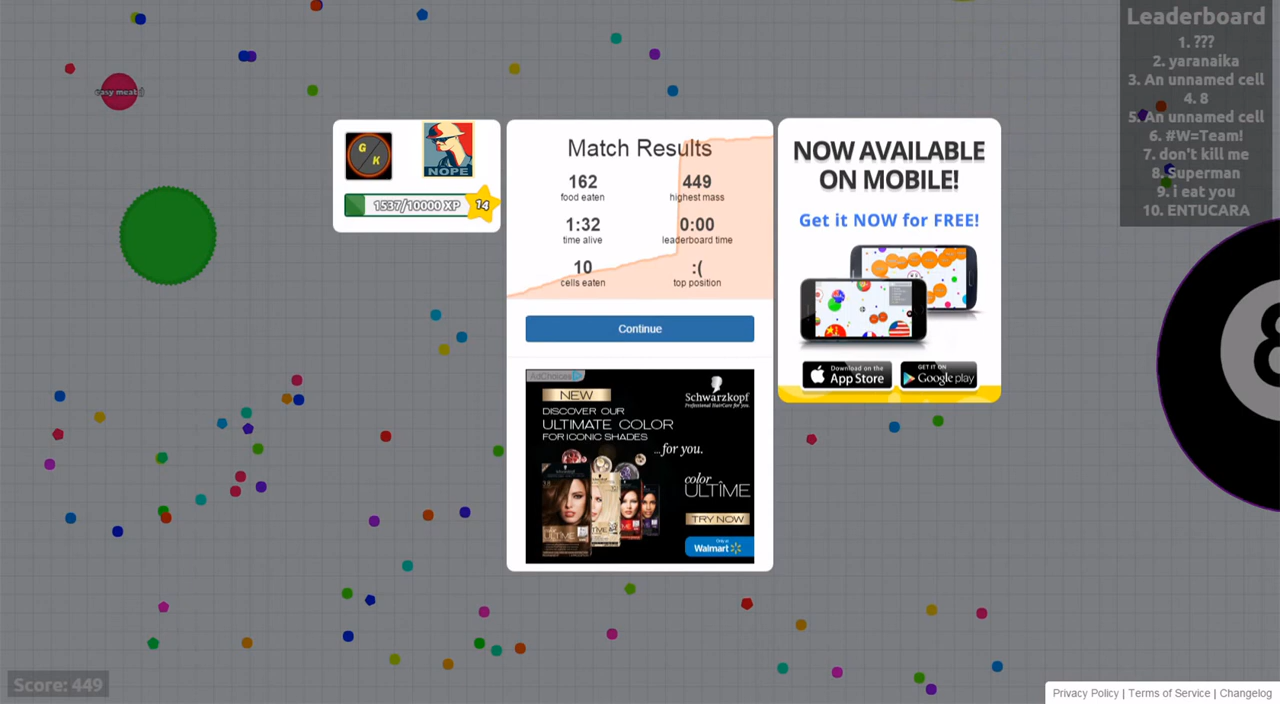 Leaderboard
1. ???
2. yaranaika
3. An unnamed cell
4. 8
5. An unnamed cell
6. #W=Team!
7. don't kill me
8. Superman
9. i eat you
10. ENTUCARA
easy meat :)
G
K
NOPE
1537/10000 XP
14
Match Results
162
food eaten
449
highest mass
1:32
time alive
0:00
leaderboard time
10
cells eaten
:(
top position
Continue
AdChoices
NEW
DISCOVER OUR
ULTIMATE COLOR
FOR ICONIC SHADES
Schwarzkopf
Professional HairCare for you.
...for you.
color
ULTÎME
TRY NOW
Only at
Walmart
NOW AVAILABLE
ON MOBILE!
Get it NOW for FREE!
Download on the
App Store
GET IT ON
Google play
8
Score: 449
Privacy Policy | Terms of Service | Changelog